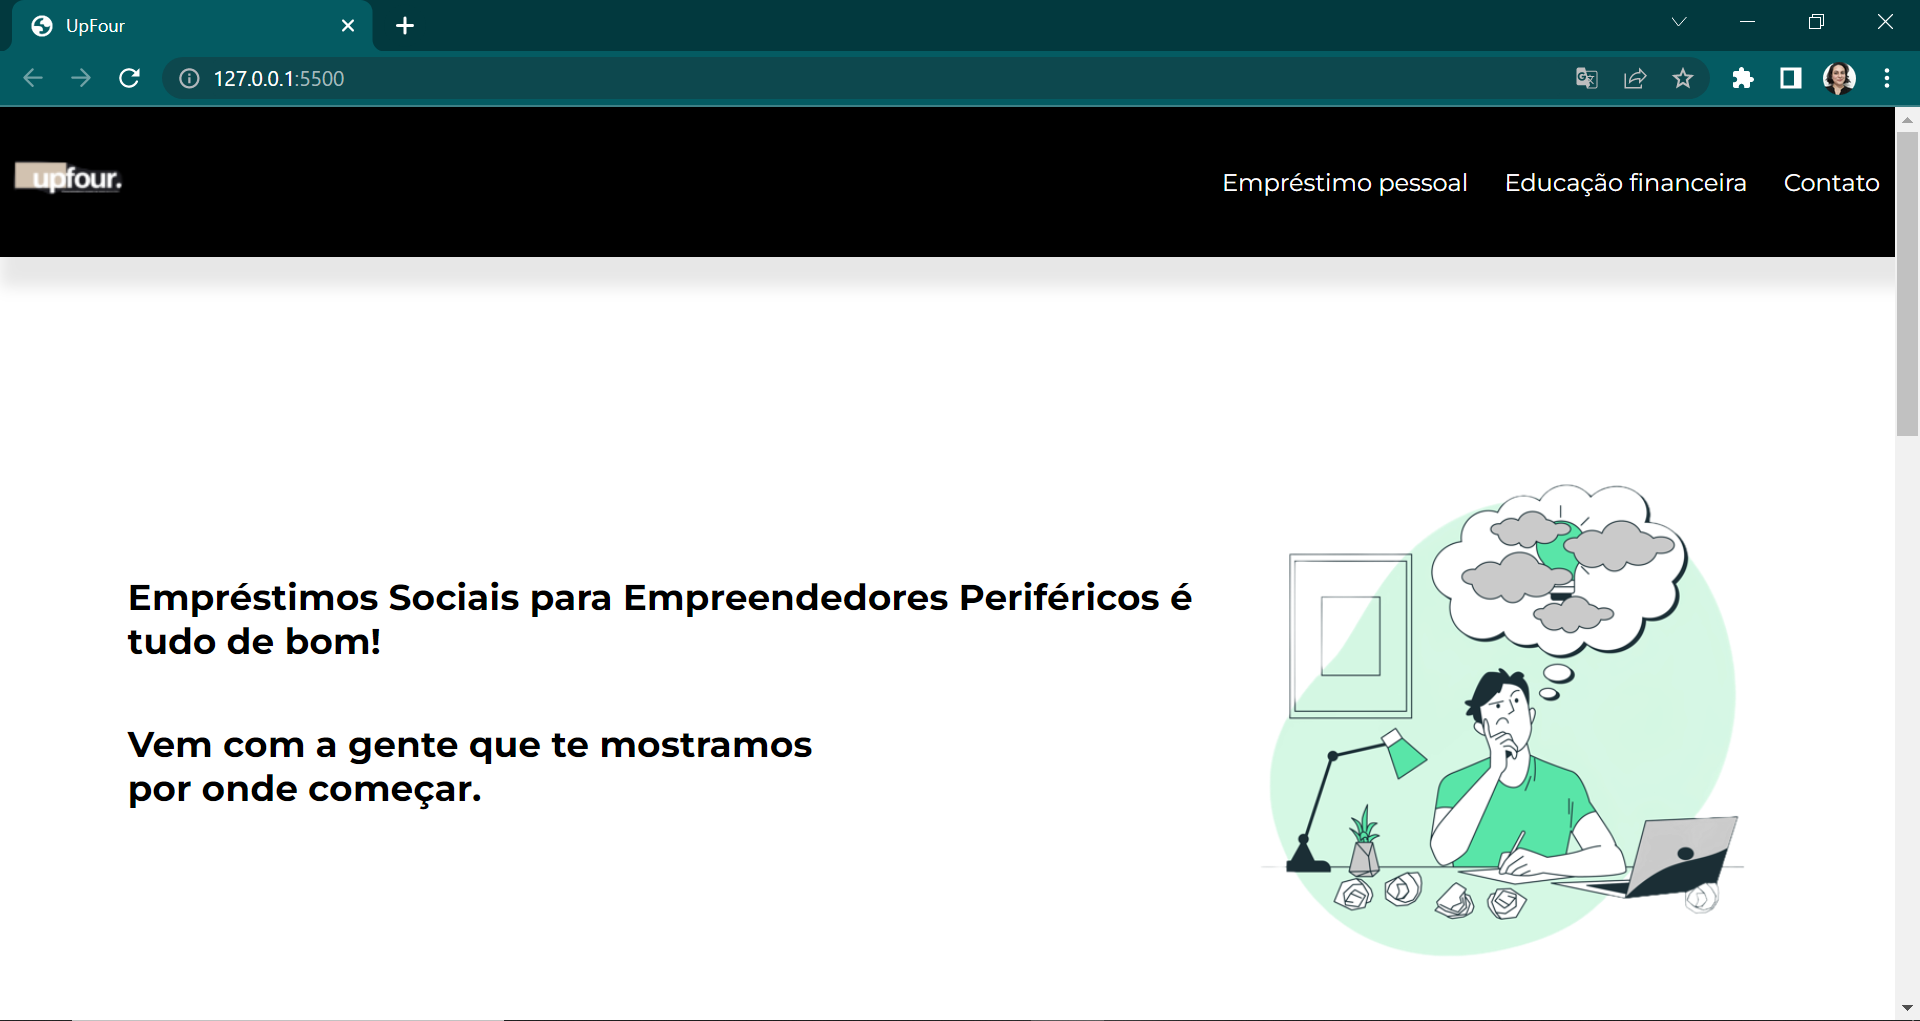 UpFour
127.0.0.1:5500
upfour.
Empréstimo pessoal Educação financeira Contato
Empréstimos Sociais para Empreendedores Periféricos é
tudo de bom!
Vem com a gente que te mostramos
por onde começar.